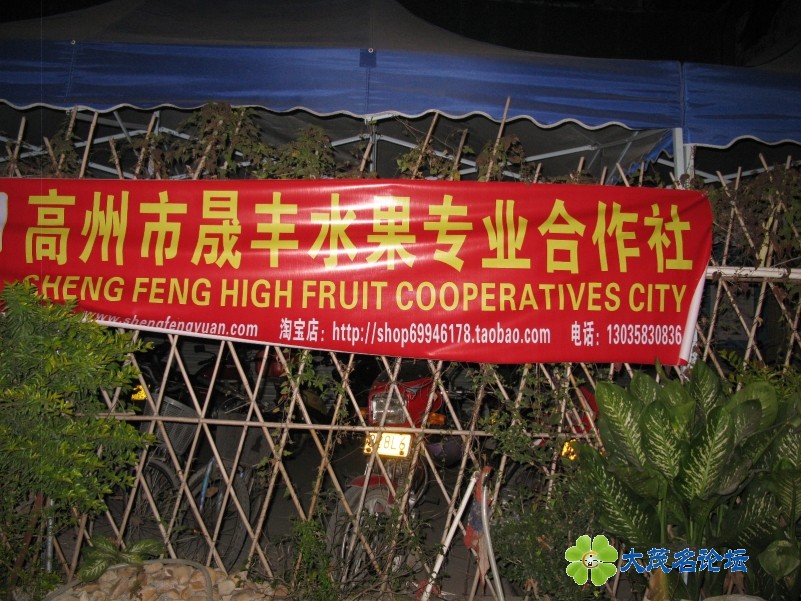 高州市晟丰水果专业合作社
SHENG FENG HIGH FRUIT COOPERATIVES CITY
www.shengfengyuan.com 淘宝店：http://shop69946178.taobao.com 电话：13035830836
28L6
大茂名论坛